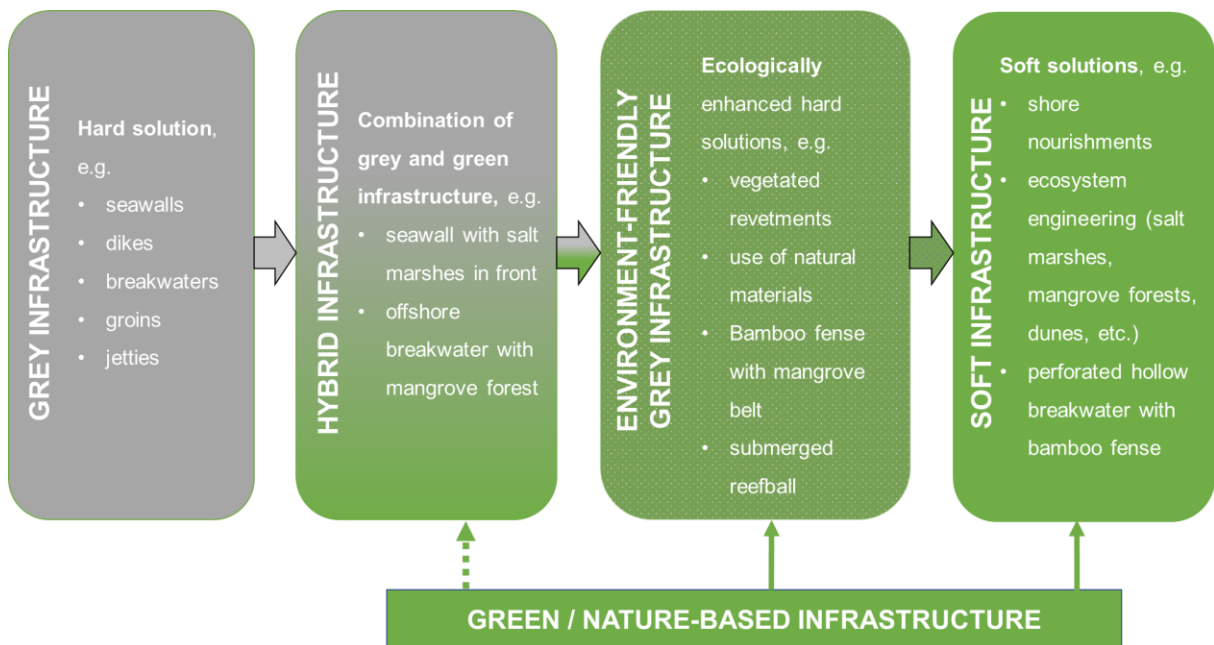 GREY INFRASTRUCTURE
Hard solution,
e.g.
• seawalls
• dikes
• breakwaters
• groins
• jetties
HYBRID INFRASTRUCTURE
Combination of
grey and green
infrastructure, e.g.
• seawall with salt
marshes in front
• offshore
breakwater with
mangrove forest
ENVIRONMENT-FRIENDLY
GREY INFRASTRUCTURE
Ecologically
enhanced hard
solutions, e.g.
• vegetated
revetments
• use of natural
materials
• Bamboo fense
with mangrove
belt
• submerged
reefball
SOFT INFRASTRUCTURE
Soft solutions, e.g.
• shore
nourishments
• ecosystem
engineering (salt
marshes,
mangrove forests,
dunes, etc.)
• perforated hollow
breakwater with
bamboo fense
GREEN / NATURE-BASED INFRASTRUCTURE